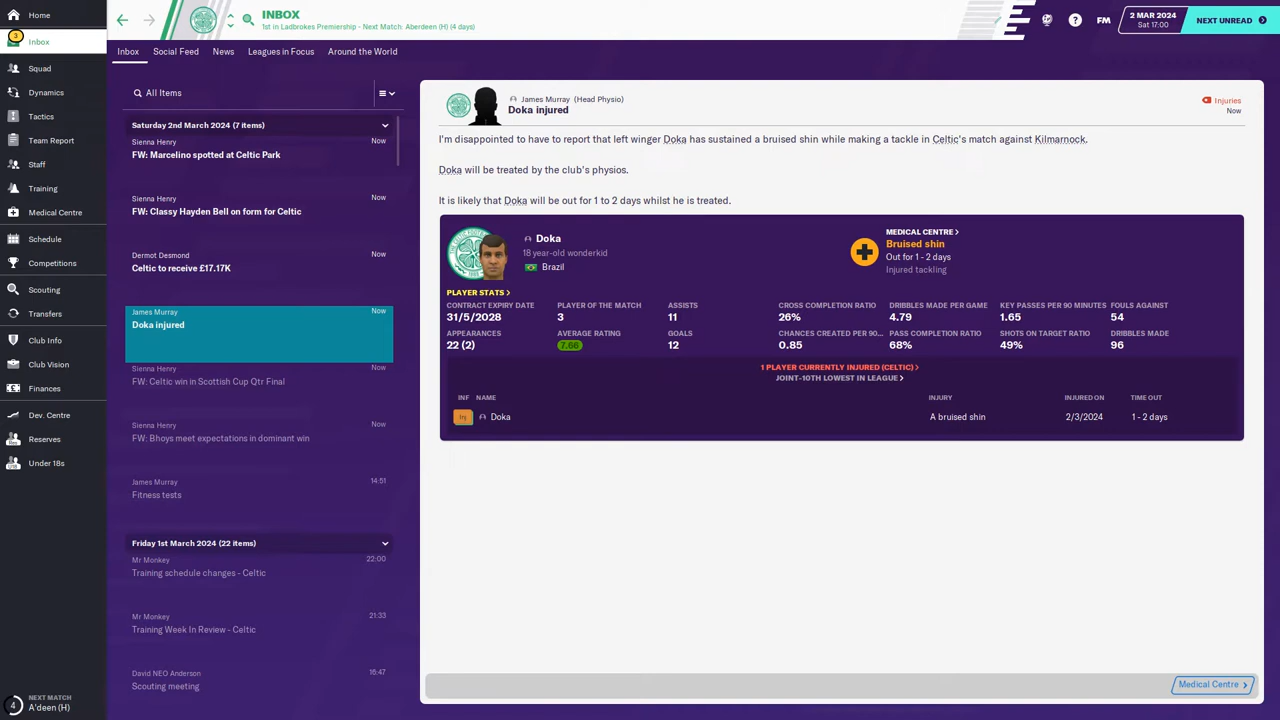 Home
3
Inbox
Squad
Dynamics
Tactics
Team Report
Staff
Training
Medical Centre
Schedule
Competitions
Scouting
Transfers
Club Info
Club Vision
Finances
Dev. Centre
Reserves
U18
Under 18s
NEXT MATCH
A'deen (H)
INBOX
1st in Ladbrokes Premiership - Next Match: Aberdeen (H) (4 days)
?
FM
2 MAR 2024
Sat 17:00
NEXT UNREAD
Inbox Social Feed News Leagues in Focus Around the World
All Items
Saturday 2nd March 2024 (7 items)
Sienna Henry Now
FW: Marcelino spotted at Celtic Park
Sienna Henry Now
FW: Classy Hayden Bell on form for Celtic
Dermot Desmond Now
Celtic to receive £17.17K
James Murray Now
Doka injured
Sienna Henry Now
FW: Celtic win in Scottish Cup Qtr Final
Sienna Henry Now
FW: Bhoys meet expectations in dominant win
James Murray 14:51
Fitness tests
Friday 1st March 2024 (22 items)
Mr Monkey 22:00
Training schedule changes - Celtic
Mr Monkey 21:33
Training Week In Review - Celtic
David NEO Anderson 16:47
Scouting meeting
James Murray (Head Physio)
Doka injured
Injuries
Now
I'm disappointed to have to report that left winger Doka has sustained a bruised shin while making a tackle in Celtic's match against Kilmarnock.
Doka will be treated by the club's physios.
It is likely that Doka will be out for 1 to 2 days whilst he is treated.
Doka
18 year-old wonderkid
Brazil
MEDICAL CENTRE >
Bruised shin
Out for 1 - 2 days
Injured tackling
PLAYER STATS >
CONTRACT EXPIRY DATE PLAYER OF THE MATCH ASSISTS CROSS COMPLETION RATIO DRIBBLES MADE PER GAME KEY PASSES PER 90 MINUTES FOULS AGAINST
31/5/2028 3 11 26% 4.79 1.65 54
APPEARANCES AVERAGE RATING GOALS CHANCES CREATED PER 90... PASS COMPLETION RATIO SHOTS ON TARGET RATIO DRIBBLES MADE
22 (2) 7.66 12 0.85 68% 49% 96
1 PLAYER CURRENTLY INJURED (CELTIC) >
JOINT-10TH LOWEST IN LEAGUE >
INF NAME INJURY INJURED ON TIME OUT
Inj Doka A bruised shin 2/3/2024 1 - 2 days
Medical Centre >